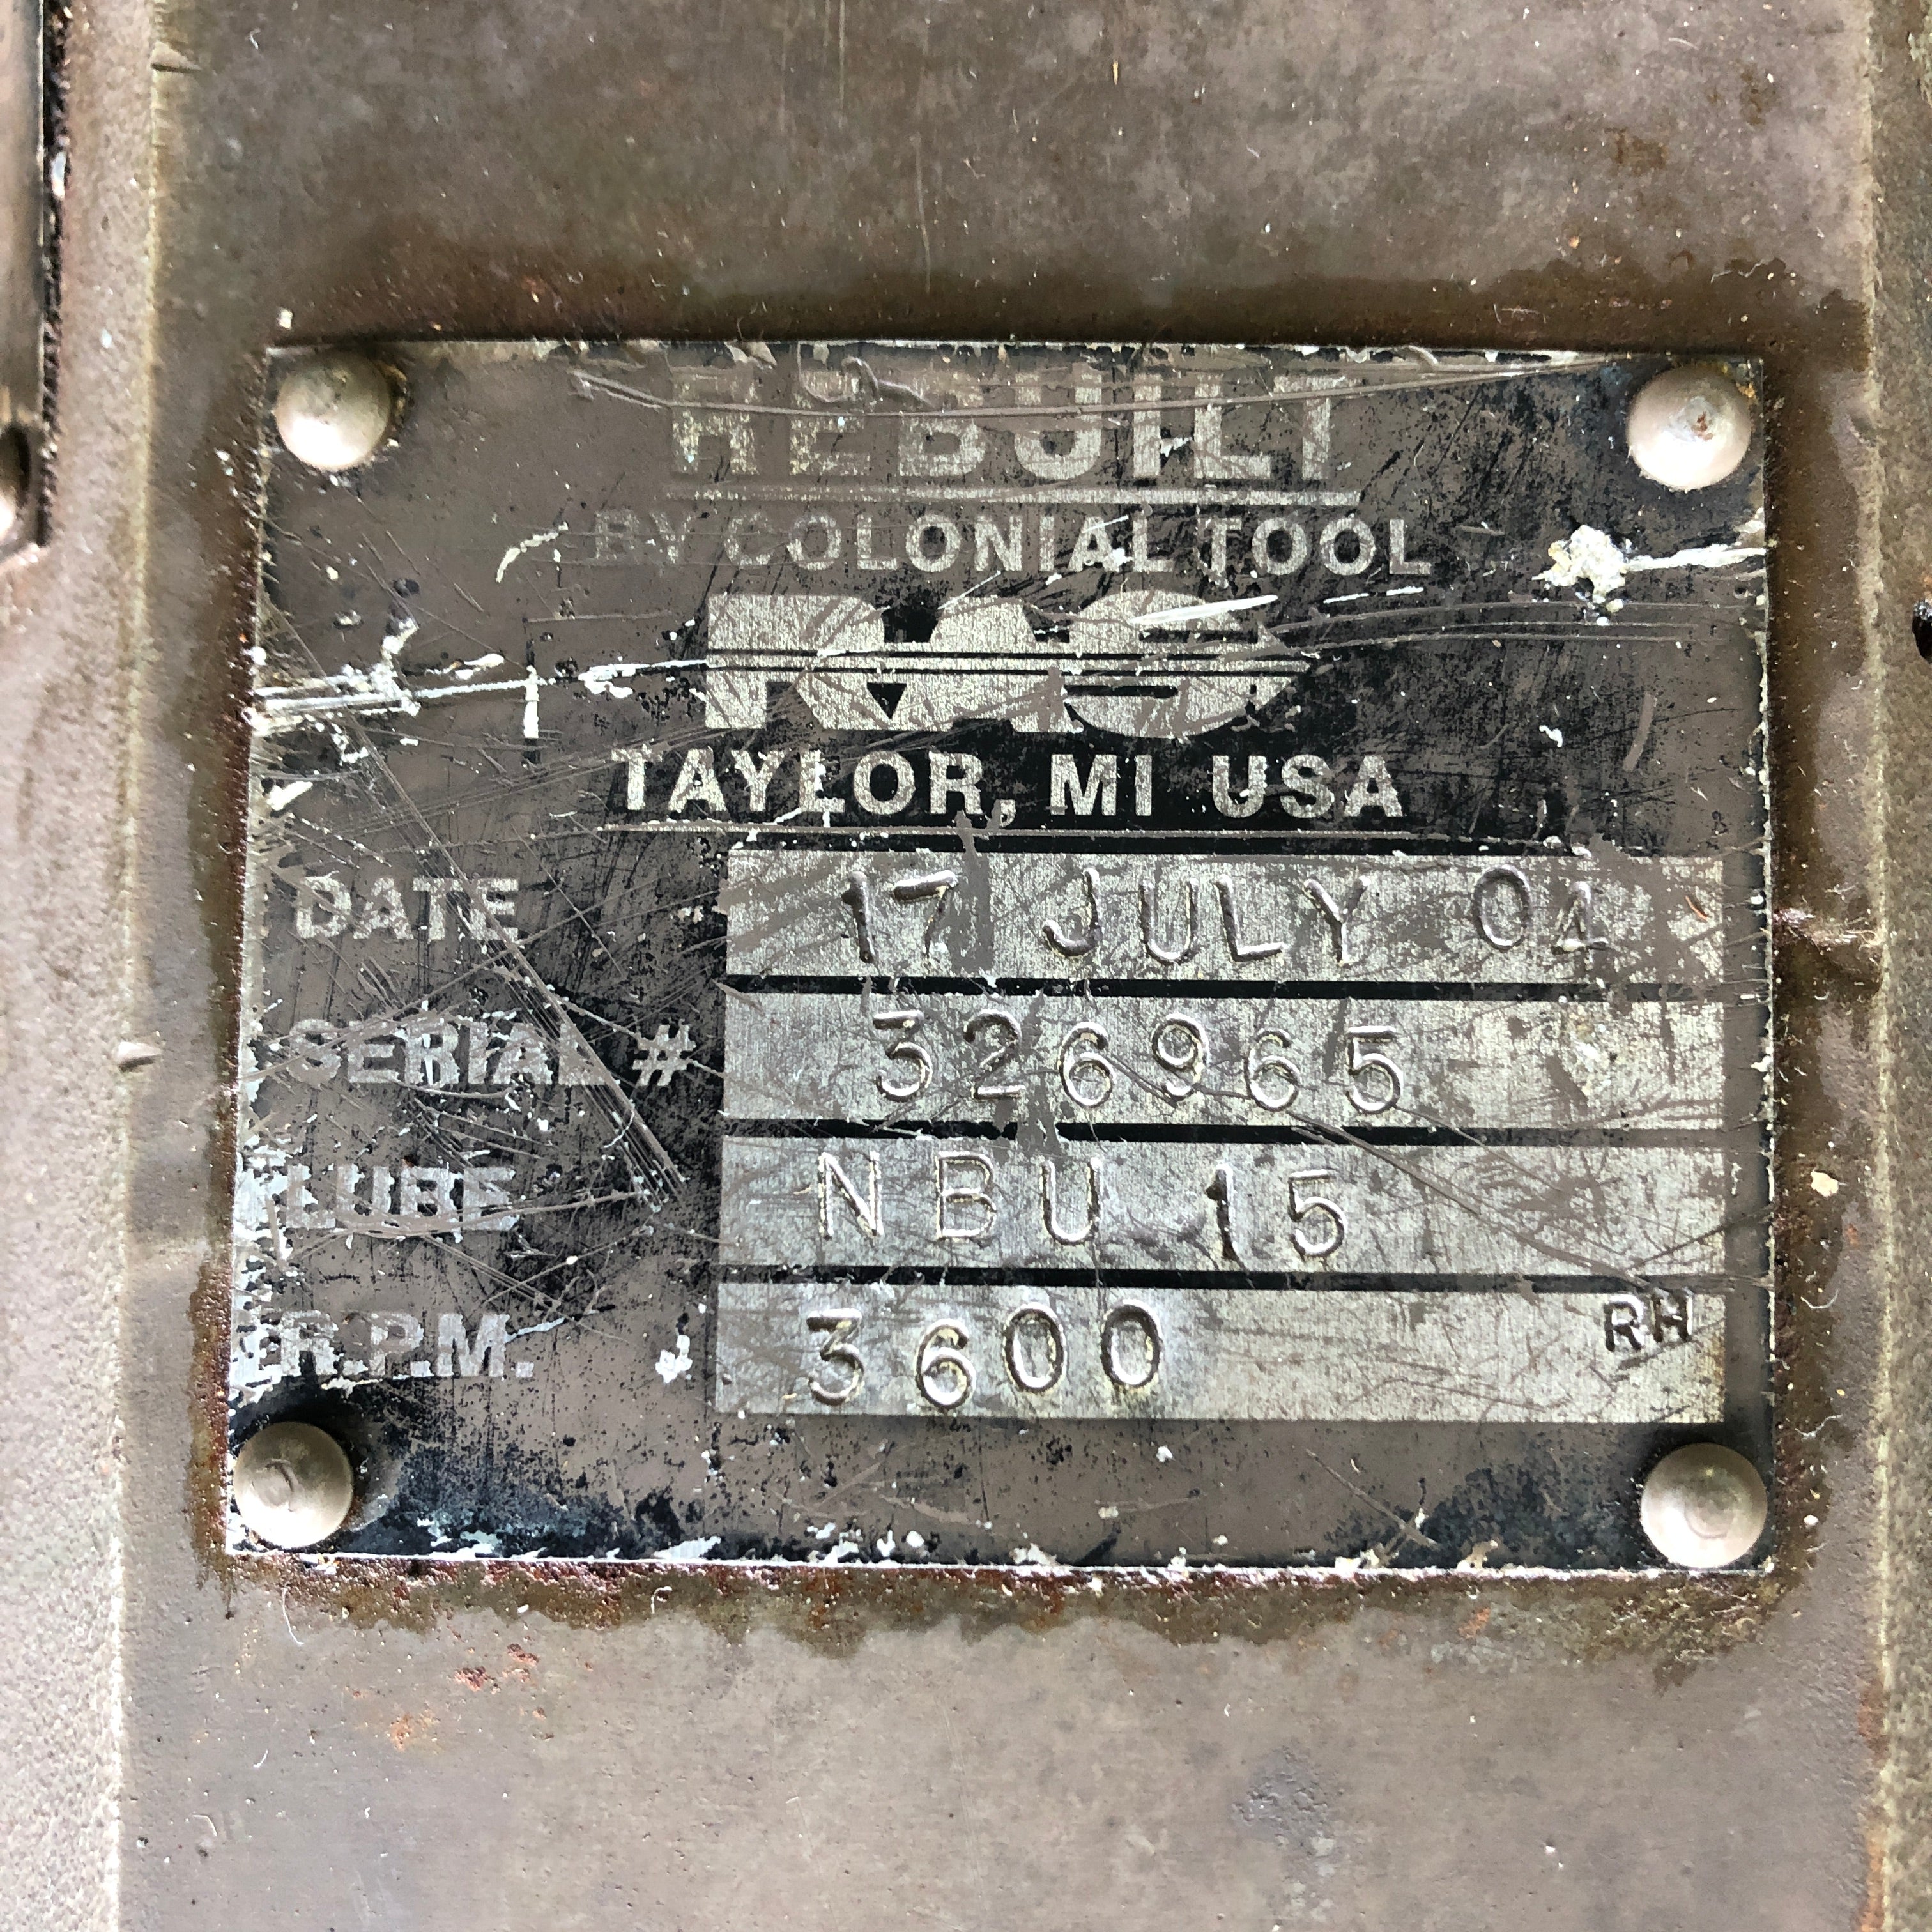 REBUILT
BY COLONIAL TOOL
TAYLOR, MI USA
DATE 17 JULY 04
SERIAL # 326965
LUBE NBU 15
R.P.M. 3600 RH